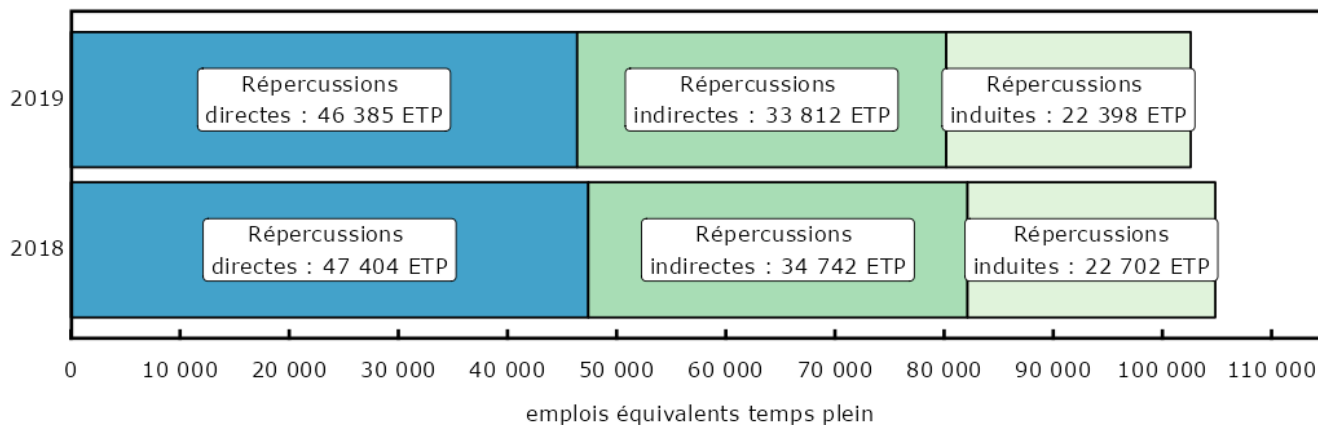 2019
Répercussions
directes : 46 385 ETP
Répercussions
indirectes : 33 812 ETP
Répercussions
induites : 22 398 ETP
2018
Répercussions
directes : 47 404 ETP
Répercussions
indirectes : 34 742 ETP
Répercussions
induites : 22 702 ETP
0 10 000 20 000 30 000 40 000 50 000 60 000 70 000 80 000 90 000 100 000 110 000
emplois équivalents temps plein